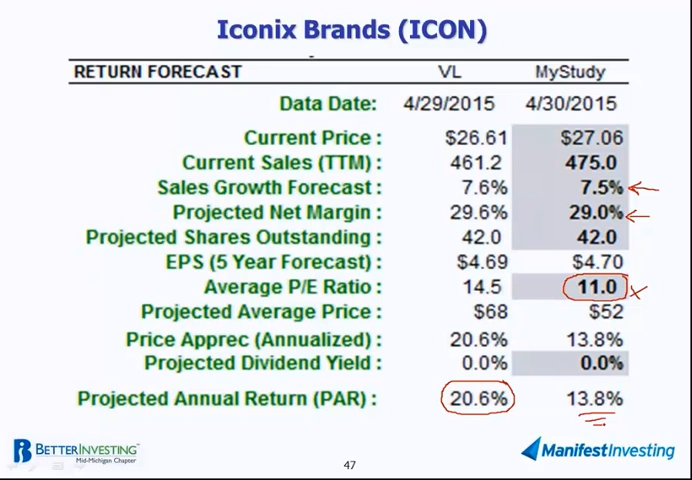 Iconix Brands (ICON)
RETURN FORECAST VL MyStudy
Data Date: 4/29/2015 4/30/2015
Current Price : $26.61 $27.06
Current Sales (TTM) : 461.2 475.0
Sales Growth Forecast : 7.6% 7.5%
Projected Net Margin : 29.6% 29.0%
Projected Shares Outstanding : 42.0 42.0
EPS (5 Year Forecast) : $4.69 $4.70
Average P/E Ratio : 14.5 11.0 x
Projected Average Price : $68 $52
Price Apprec (Annualized) : 20.6% 13.8%
Projected Dividend Yield : 0.0% 0.0%
Projected Annual Return (PAR) : 20.6% 13.8%
BETTERINVESTING™
Mid-Michigan Chapter
47
ManifestInvesting